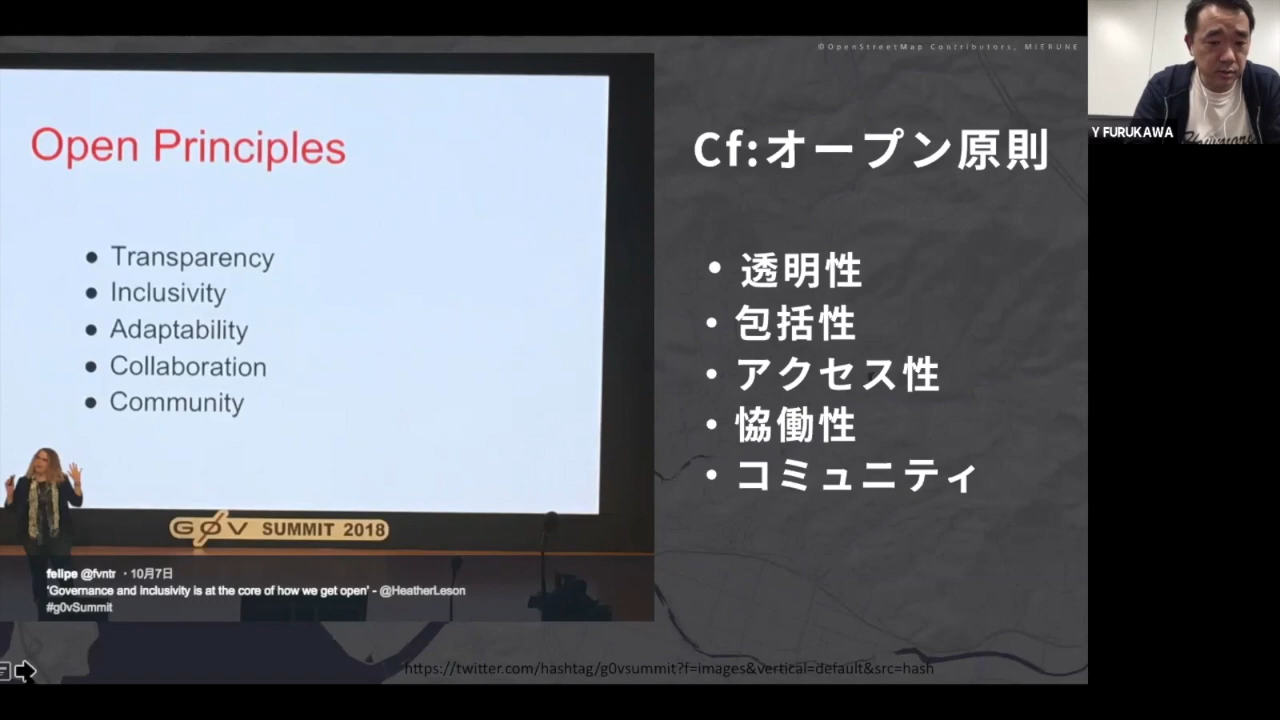 ©OpenStreetMap Contributors, MIERUNE
Open Principles
● Transparency
● Inclusivity
● Adaptability
● Collaboration
● Community
GØV SUMMIT 2018
felipe @fvntr ・10月7日
'Governance and inclusivity is at the core of how we get open' - @HeatherLeson
#g0vSummit
Cf:オープン原則
・透明性
・包括性
・アクセス性
・恊働性
・コミュニティ
https://twitter.com/hashtag/g0vsummit?f=images&vertical=default&src=hash
Y FURUKAWA